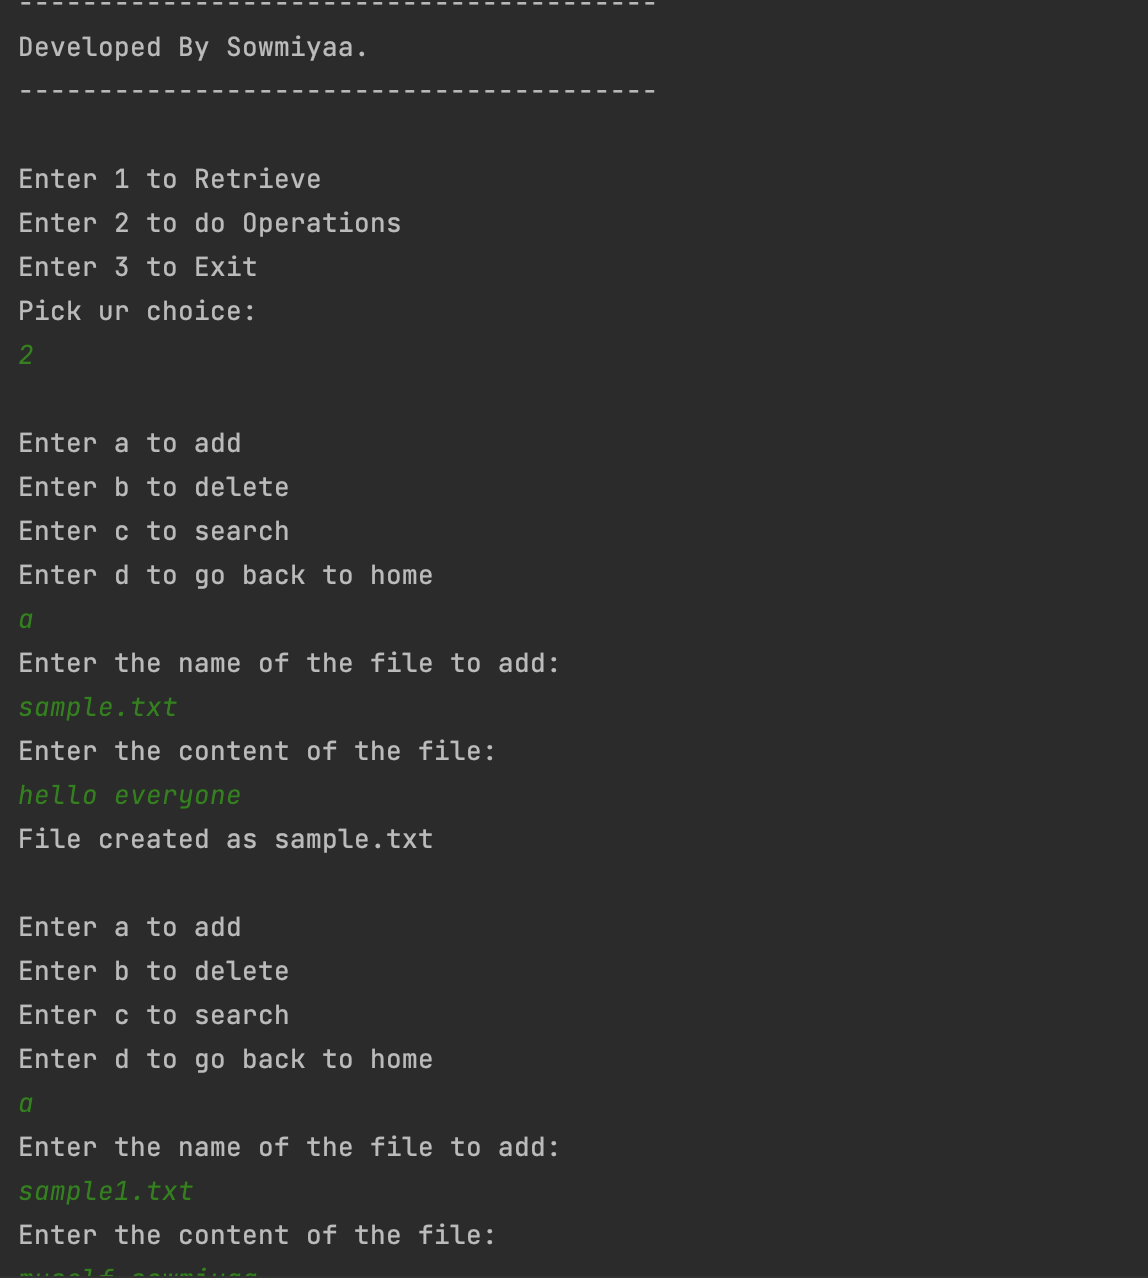 ----------------------------------------
Developed By Sowmiyaa.
----------------------------------------
Enter 1 to Retrieve
Enter 2 to do Operations
Enter 3 to Exit
Pick ur choice:
2
Enter a to add
Enter b to delete
Enter c to search
Enter d to go back to home
a
Enter the name of the file to add:
sample.txt
Enter the content of the file:
hello everyone
File created as sample.txt
Enter a to add
Enter b to delete
Enter c to search
Enter d to go back to home
a
Enter the name of the file to add:
sample1.txt
Enter the content of the file:
myself sowmiyaa